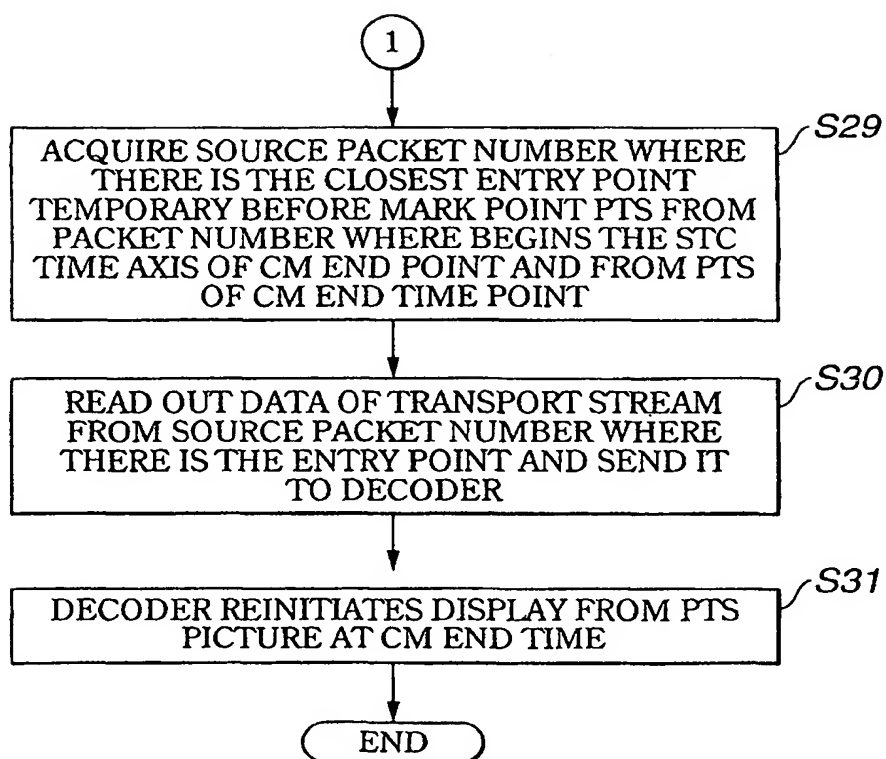 1
S29
ACQUIRE SOURCE PACKET NUMBER WHERE
THERE IS THE CLOSEST ENTRY POINT
TEMPORARY BEFORE MARK POINT PTS FROM
PACKET NUMBER WHERE BEGINS THE STC
TIME AXIS OF CM END POINT AND FROM PTS
OF CM END TIME POINT
S30
READ OUT DATA OF TRANSPORT STREAM
FROM SOURCE PACKET NUMBER WHERE
THERE IS THE ENTRY POINT AND SEND IT
TO DECODER
S31
DECODER REINITIATES DISPLAY FROM PTS
PICTURE AT CM END TIME
END